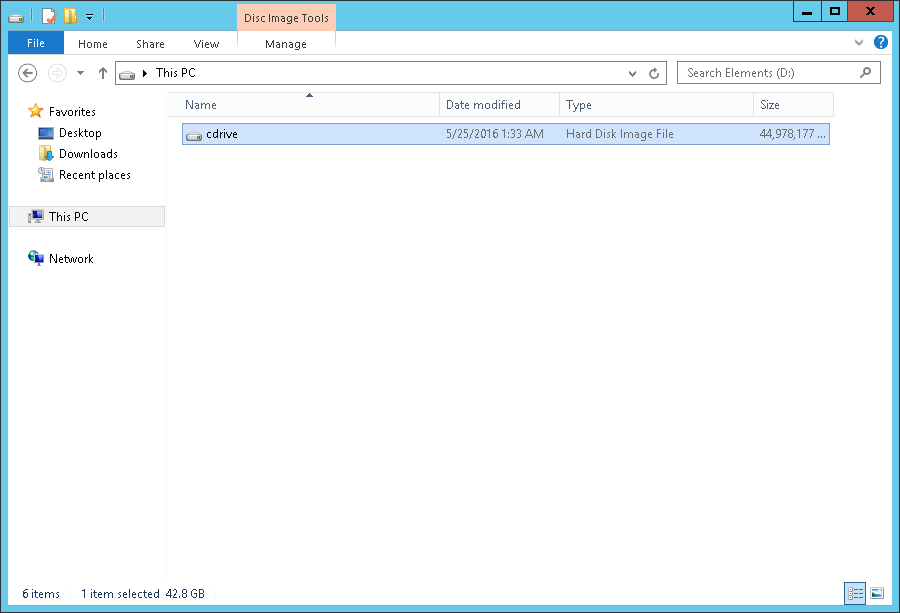 Disc Image Tools
File Home Share View Manage
This PC
Search Elements (D:)
Name Date modified Type Size
Favorites
cdrive 5/25/2016 1:33 AM Hard Disk Image File 44,978,177 ...
Desktop
Downloads
Recent places
This PC
Network
6 items 1 item selected 42.8 GB